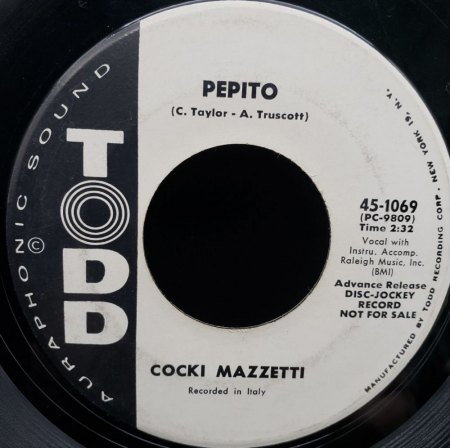 PEPITO
(C. Taylor - A. Truscott)
AURAPHONIC SOUND
©
TODD
45-1069
(PC-9809)
Time 2:32
Vocal with
Instru. Accomp.
Raleigh Music, Inc.
(BMI)
Advance Release
DISC-JOCKEY
RECORD
NOT FOR SALE
COCKI MAZZETTI
Recorded in Italy
MANUFACTURED BY TODD RECORDING CORP. NEW YORK 19, N. Y.